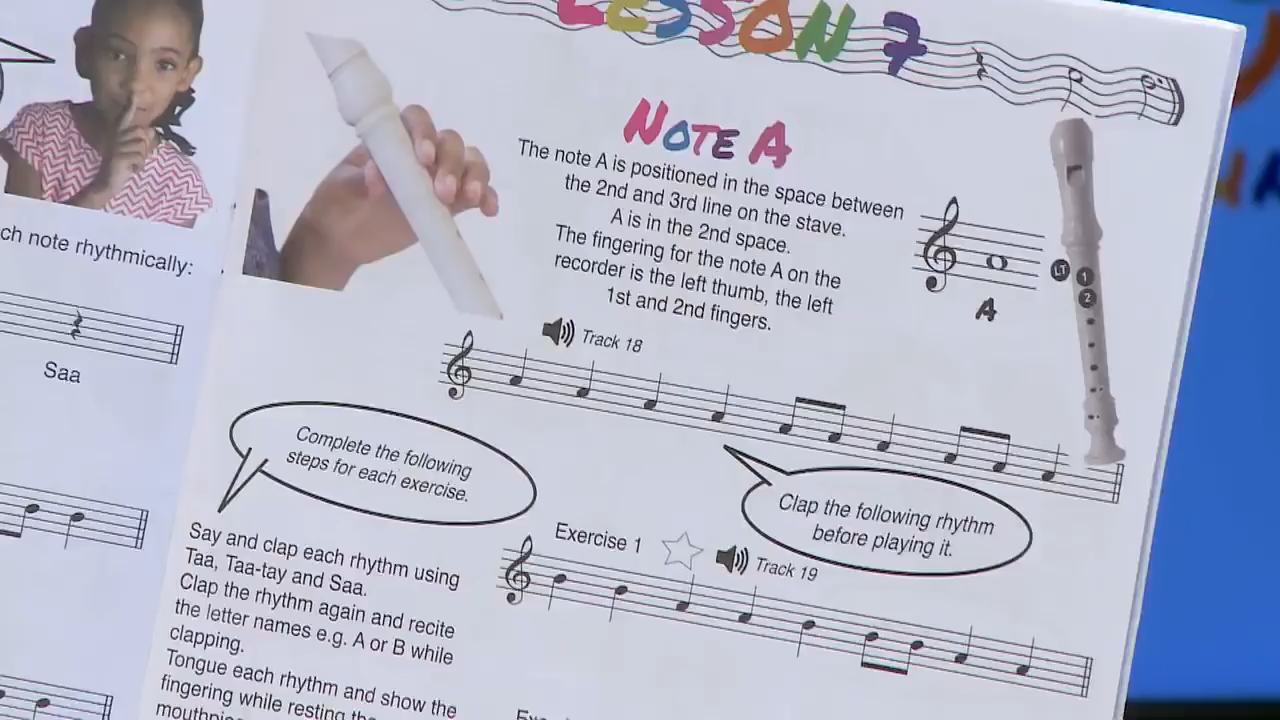 ch note rhythmically:
Saa
LESSON 7
NOTE A
The note A is positioned in the space between
the 2nd and 3rd line on the stave.
A is in the 2nd space.
The fingering for the note A on the
recorder is the left thumb, the left
1st and 2nd fingers.
A
LT
1
2
Track 18
Complete the following
steps for each exercise.
Clap the following rhythm
before playing it.
Say and clap each rhythm using
Taa, Taa-tay and Saa.
Clap the rhythm again and recite
the letter names e.g. A or B while
clapping.
Tongue each rhythm and show the
fingering while resting the
mouthpie
Exercise 1
Track 19